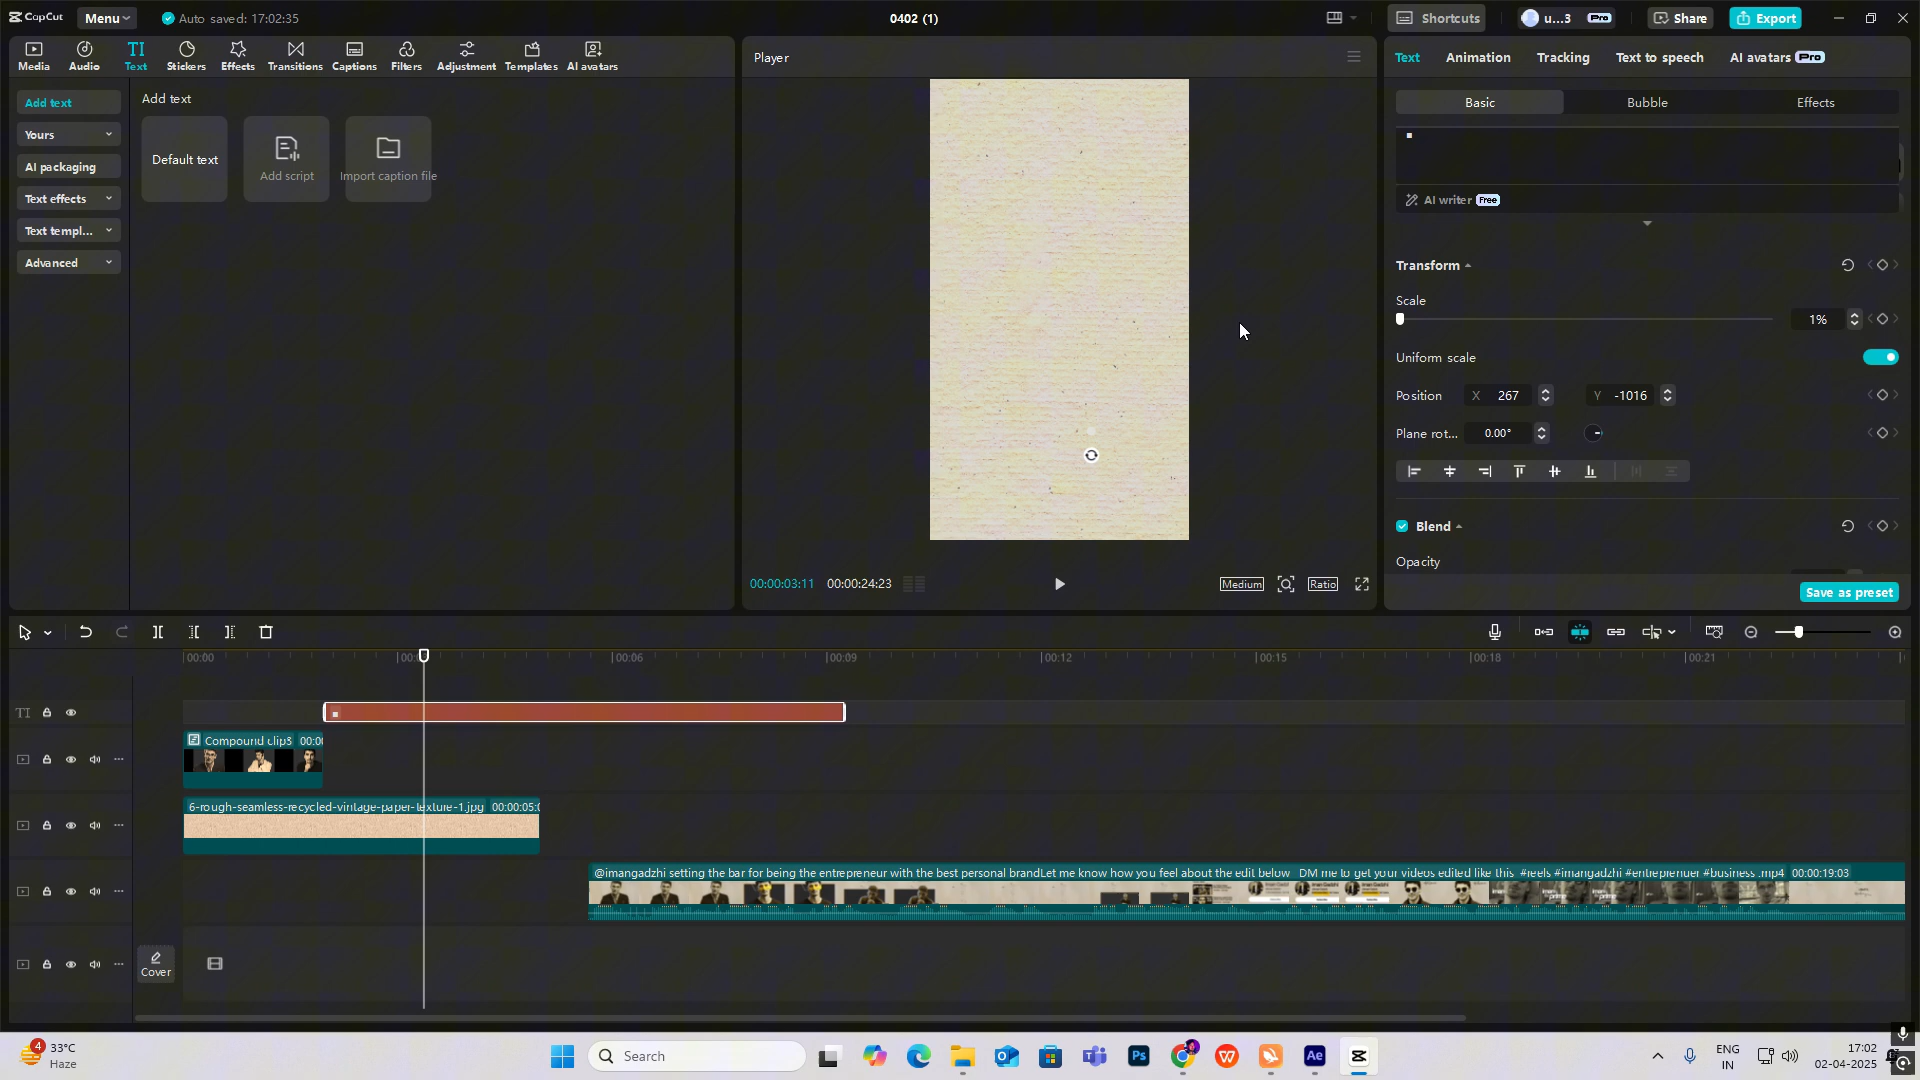 CapCut
Menu
Auto saved: 17:02:35
0402 (1)
Shortcuts
u...3
Pro
Share
Export
Media
Audio
TI
Text
Stickers
Effects
Transitions
Captions
Filters
Adjustment
Templates
AI avatars
Add text
Yours
AI packaging
Text effects
Text templ...
Advanced
Add text
Default text
Add script
Import caption file
Player
00:00:03:11
00:00:24:23
Medium
Ratio
Text
Animation
Tracking
Text to speech
AI avatars
Pro
Basic
Bubble
Effects
AI writer
Free
Transform
Scale
1%
Uniform scale
Position
X 267
Y -1016
Plane rot...
0.00°
Blend
Opacity
Save as preset
00:00
00:06
00:09
00:12
00:15
00:18
00:21
TI
Compound clip8
6-rough-seamless-recycled-vintage-paper-texture-1.jpg 00:00:05:0
@imangadzhi setting the bar for being the entrepreneur with the best personal brandLet me know how you feel about the edit below DM me to get your videos edited like this #reels #imangadzhi #entreprenuer #business .mp4 00:00:19:03
Cover
4
33°C
Haze
Search
Ps
Ae
ENG
IN
17:02
02-04-2025